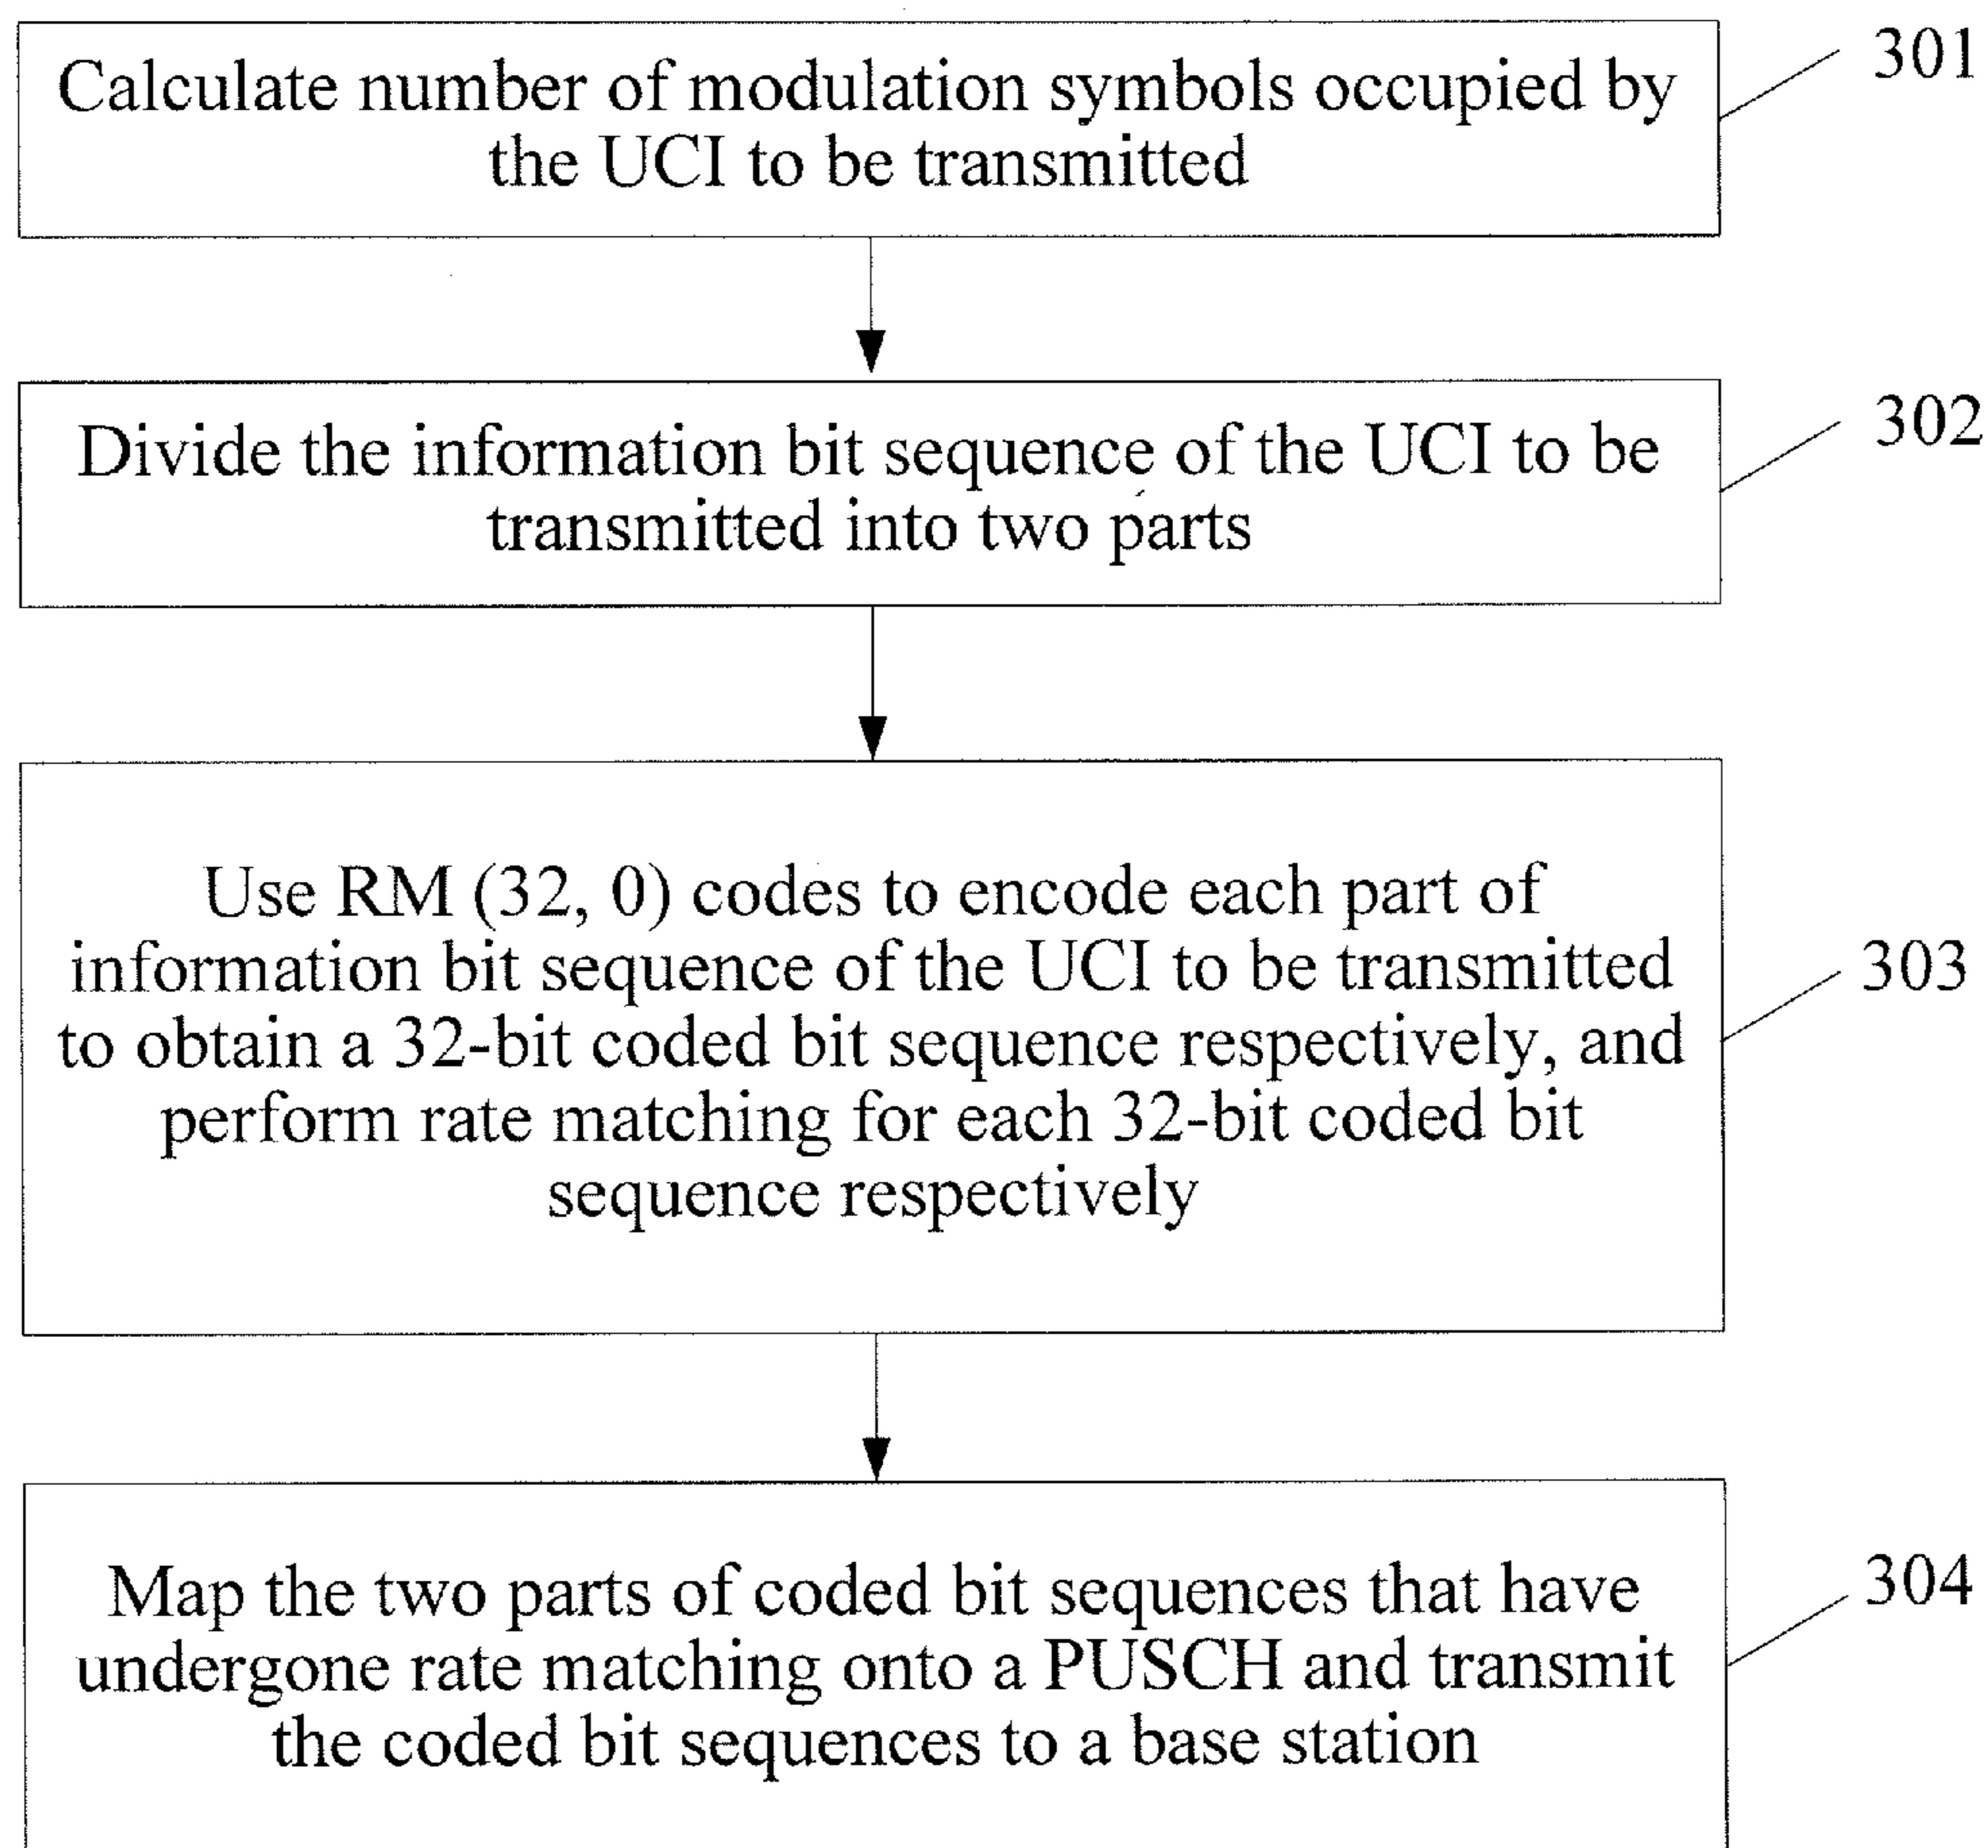 Calculate number of modulation symbols occupied by
the UCI to be transmitted
301
Divide the information bit sequence of the UCI to be
transmitted into two parts
302
Use RM (32, 0) codes to encode each part of
information bit sequence of the UCI to be transmitted
to obtain a 32-bit coded bit sequence respectively, and
perform rate matching for each 32-bit coded bit
sequence respectively
303
Map the two parts of coded bit sequences that have
undergone rate matching onto a PUSCH and transmit
the coded bit sequences to a base station
304